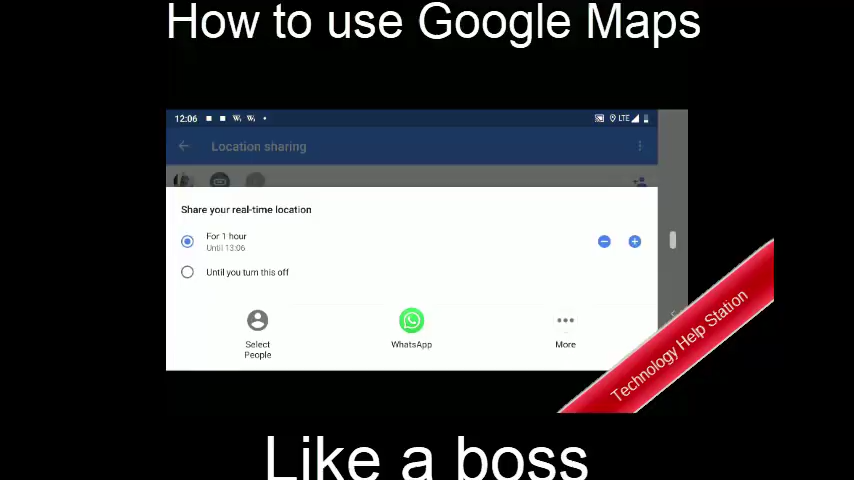 How to use Google Maps
12:06 LTE
Location sharing
Share your real-time location
For 1 hour
Until 13:06
Until you turn this off
Select
People
WhatsApp
More
Technology Help Station
Like a boss